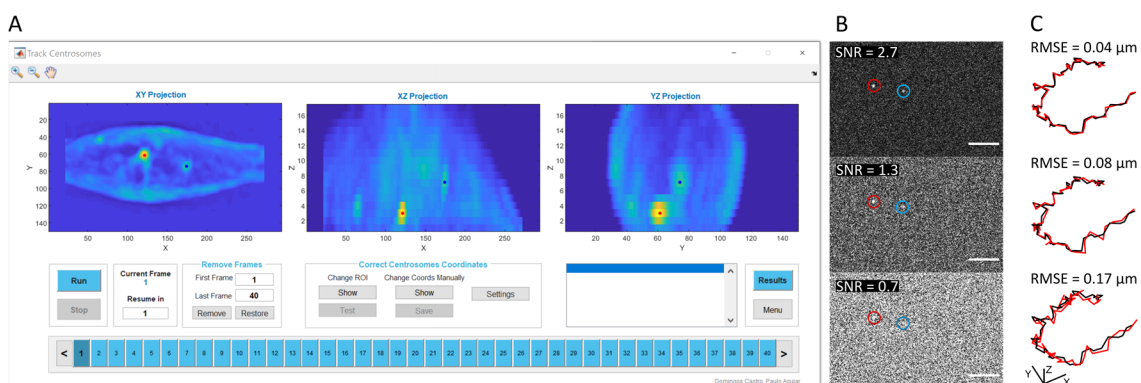 A
B
C
Track Centrosomes
XY Projection
XZ Projection
YZ Projection
20
40
60
80
100
120
140
Y
50
100
150
200
250
X
16
14
12
10
8
6
4
2
Z
50
100
150
200
250
X
16
14
12
10
8
6
4
2
Z
20
40
60
80
100
120
140
Y
Run
Stop
Current Frame
1
Resume in
1
Remove Frames
First Frame
1
Last Frame
40
Remove
Restore
Correct Centrosomes Coordinates
Change ROI
Change Coords Manually
Show
Show
Test
Save
Settings
Results
Menu
< 1 2 3 4 5 6 7 8 9 10 11 12 13 14 15 16 17 18 19 20 21 22 23 24 25 26 27 28 29 30 31 32 33 34 35 36 37 38 39 40 >
Domingos Castro, Paulo Aguiar
SNR = 2.7
SNR = 1.3
SNR = 0.7
RMSE = 0.04 µm
RMSE = 0.08 µm
RMSE = 0.17 µm
Y
Z